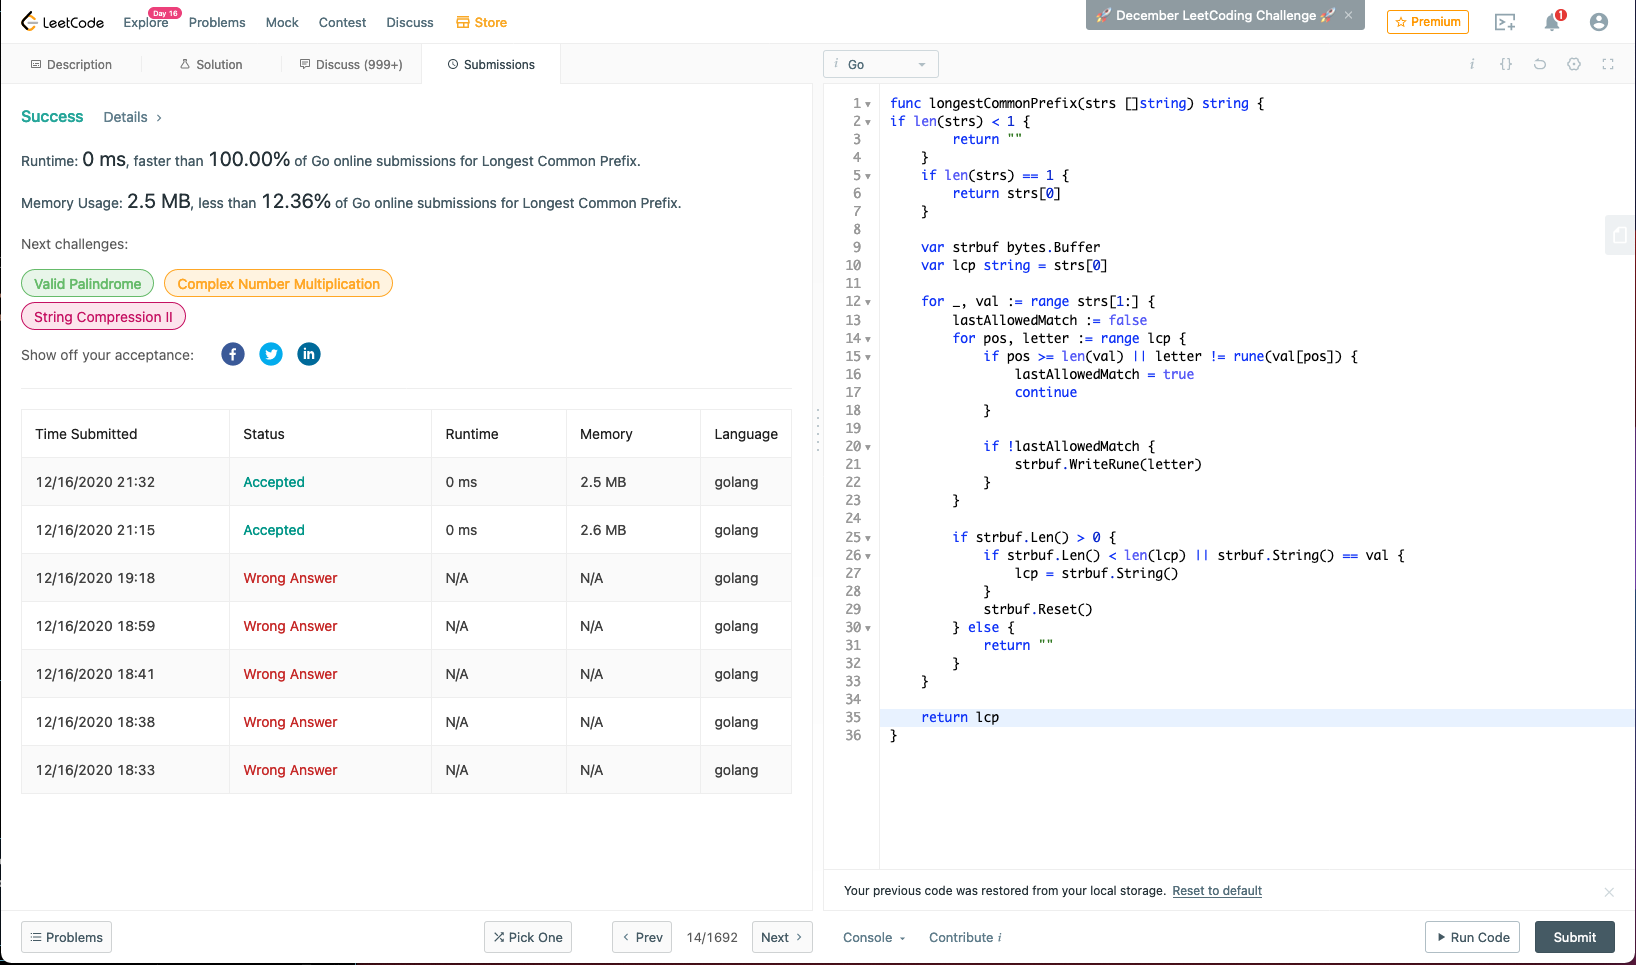 LeetCode
Explore
Day 16
Problems
Mock
Contest
Discuss
Store
🚀 December LeetCoding Challenge 🚀 ×
Premium
1
Description
Solution
Discuss (999+)
Submissions
i Go
i {}
Success
Details >
Runtime: 0 ms, faster than 100.00% of Go online submissions for Longest Common Prefix.
Memory Usage: 2.5 MB, less than 12.36% of Go online submissions for Longest Common Prefix.
Next challenges:
Valid Palindrome
Complex Number Multiplication
String Compression II
Show off your acceptance:
f
in
Time Submitted Status Runtime Memory Language
12/16/2020 21:32 Accepted 0 ms 2.5 MB golang
12/16/2020 21:15 Accepted 0 ms 2.6 MB golang
12/16/2020 19:18 Wrong Answer N/A N/A golang
12/16/2020 18:59 Wrong Answer N/A N/A golang
12/16/2020 18:41 Wrong Answer N/A N/A golang
12/16/2020 18:38 Wrong Answer N/A N/A golang
12/16/2020 18:33 Wrong Answer N/A N/A golang
1 func longestCommonPrefix(strs []string) string {
2 if len(strs) < 1 {
3 return ""
4 }
5 if len(strs) == 1 {
6 return strs[0]
7 }
8
9 var strbuf bytes.Buffer
10 var lcp string = strs[0]
11
12 for _, val := range strs[1:] {
13 lastAllowedMatch := false
14 for pos, letter := range lcp {
15 if pos >= len(val) || letter != rune(val[pos]) {
16 lastAllowedMatch = true
17 continue
18 }
19
20 if !lastAllowedMatch {
21 strbuf.WriteRune(letter)
22 }
23 }
24
25 if strbuf.Len() > 0 {
26 if strbuf.Len() < len(lcp) || strbuf.String() == val {
27 lcp = strbuf.String()
28 }
29 strbuf.Reset()
30 } else {
31 return ""
32 }
33 }
34
35 return lcp
36 }
Your previous code was restored from your local storage. Reset to default
Problems
Pick One
< Prev
14/1692
Next >
Console
Contribute i
Run Code
Submit